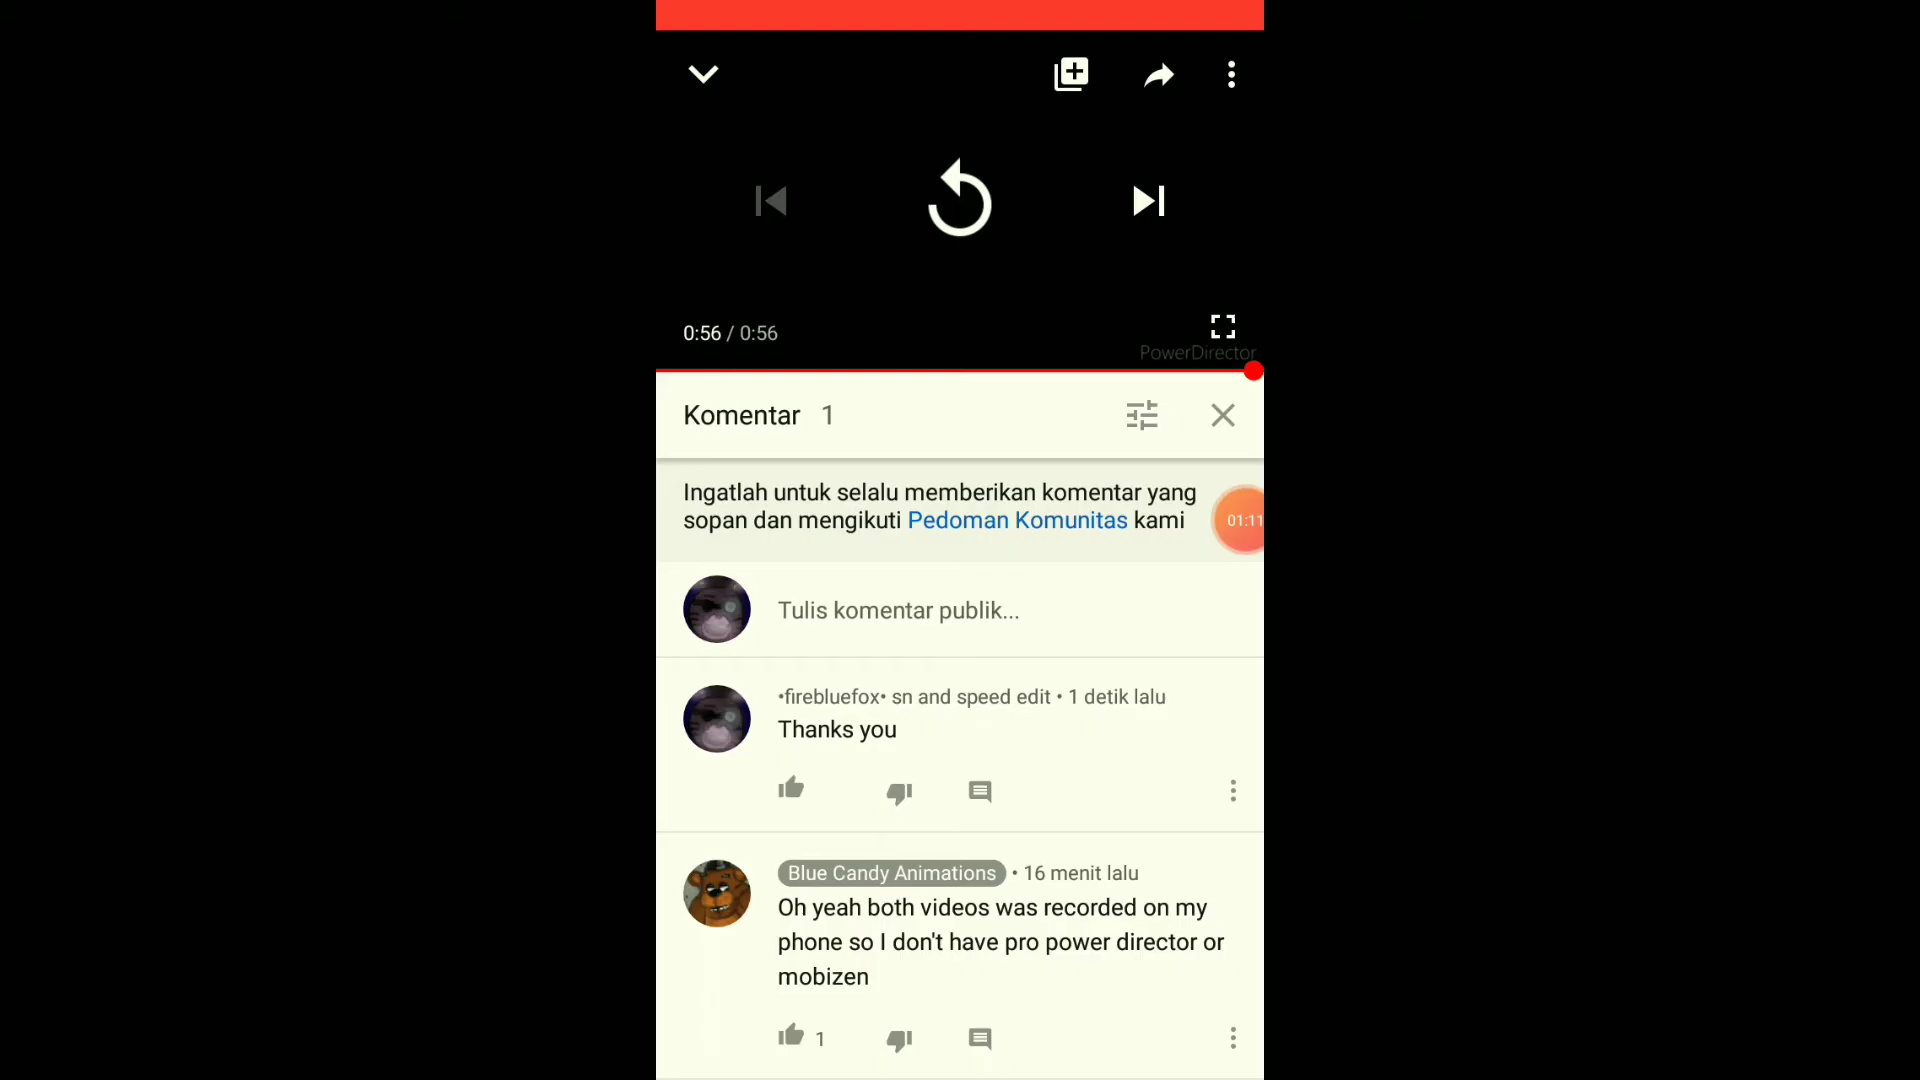 0:56 / 0:56
PowerDirector
Komentar 1
Ingatlah untuk selalu memberikan komentar yang
sopan dan mengikuti Pedoman Komunitas kami
01:11
Tulis komentar publik...
•firebluefox• sn and speed edit • 1 detik lalu
Thanks you
Blue Candy Animations • 16 menit lalu
Oh yeah both videos was recorded on my
phone so I don't have pro power director or
mobizen
1